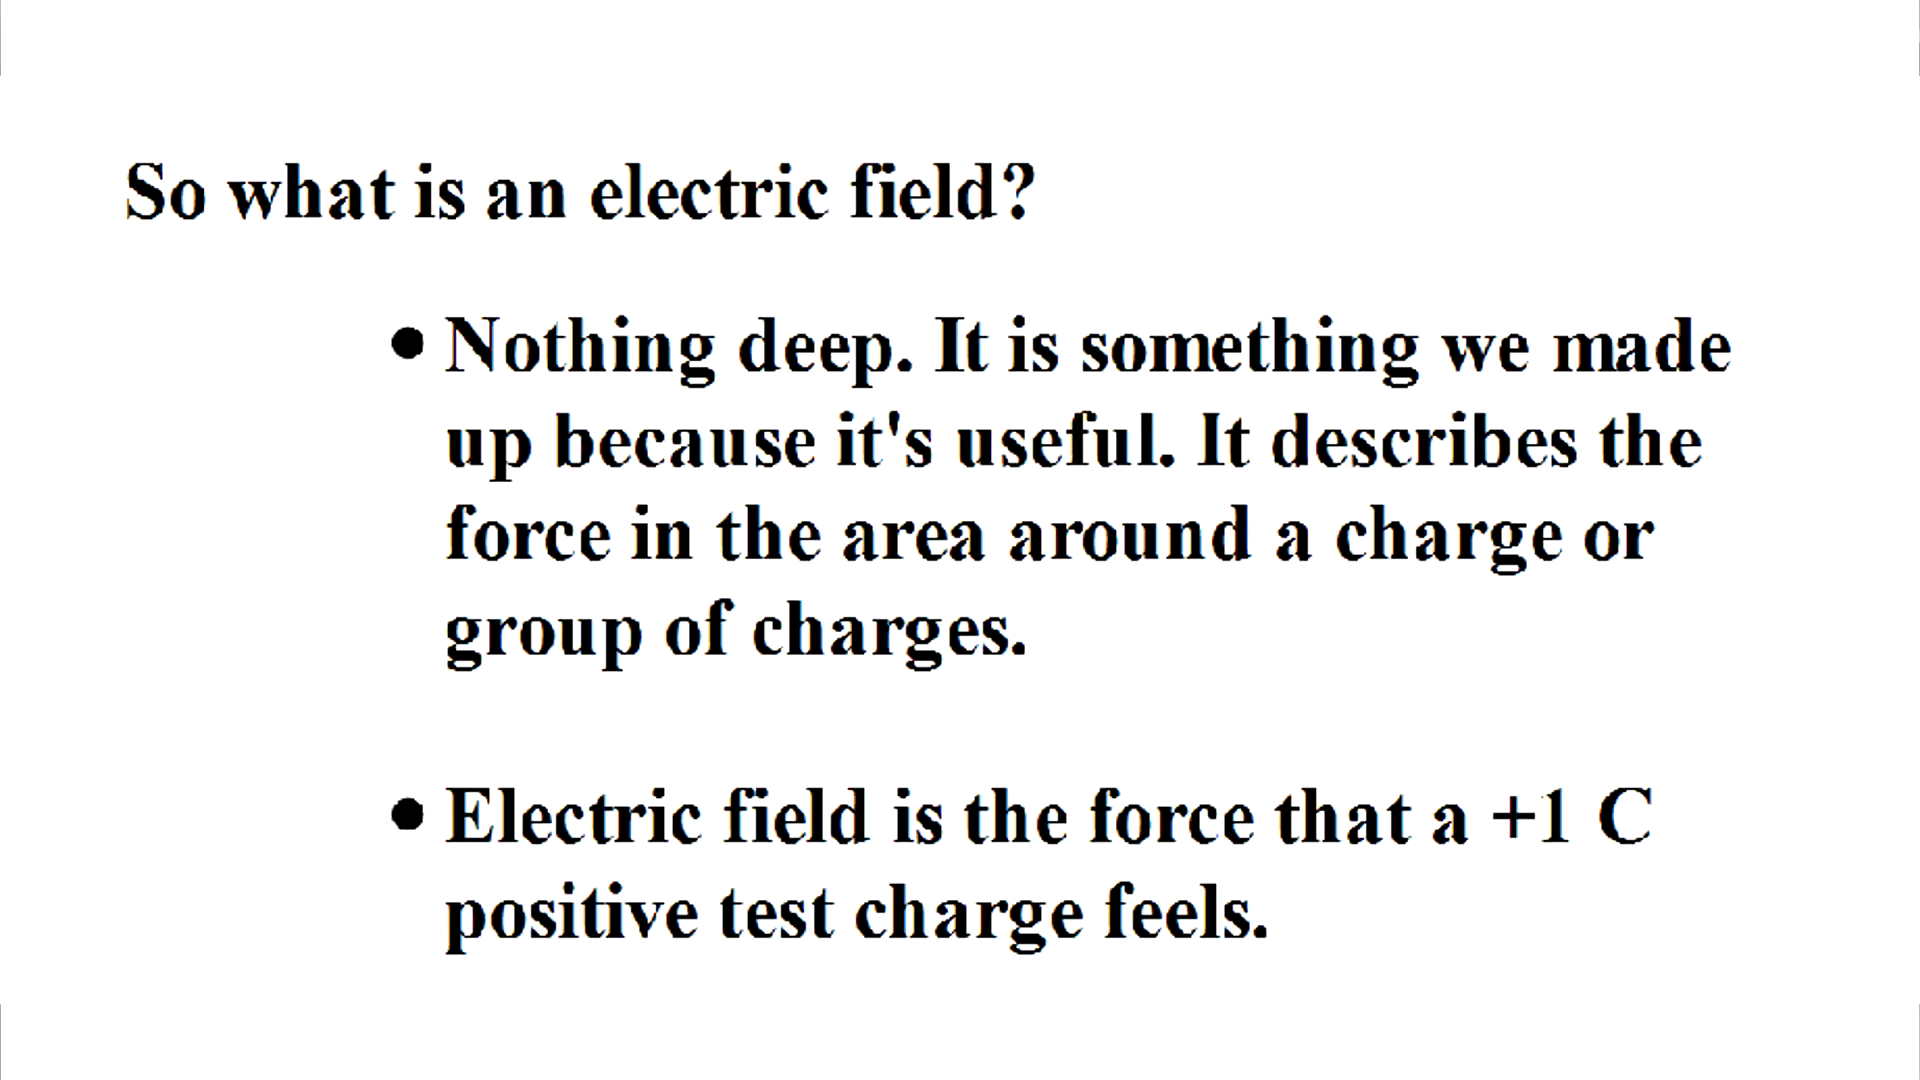 So what is an electric field?
• Nothing deep. It is something we made
up because it's useful. It describes the
force in the area around a charge or
group of charges.
• Electric field is the force that a +1 C
positive test charge feels.